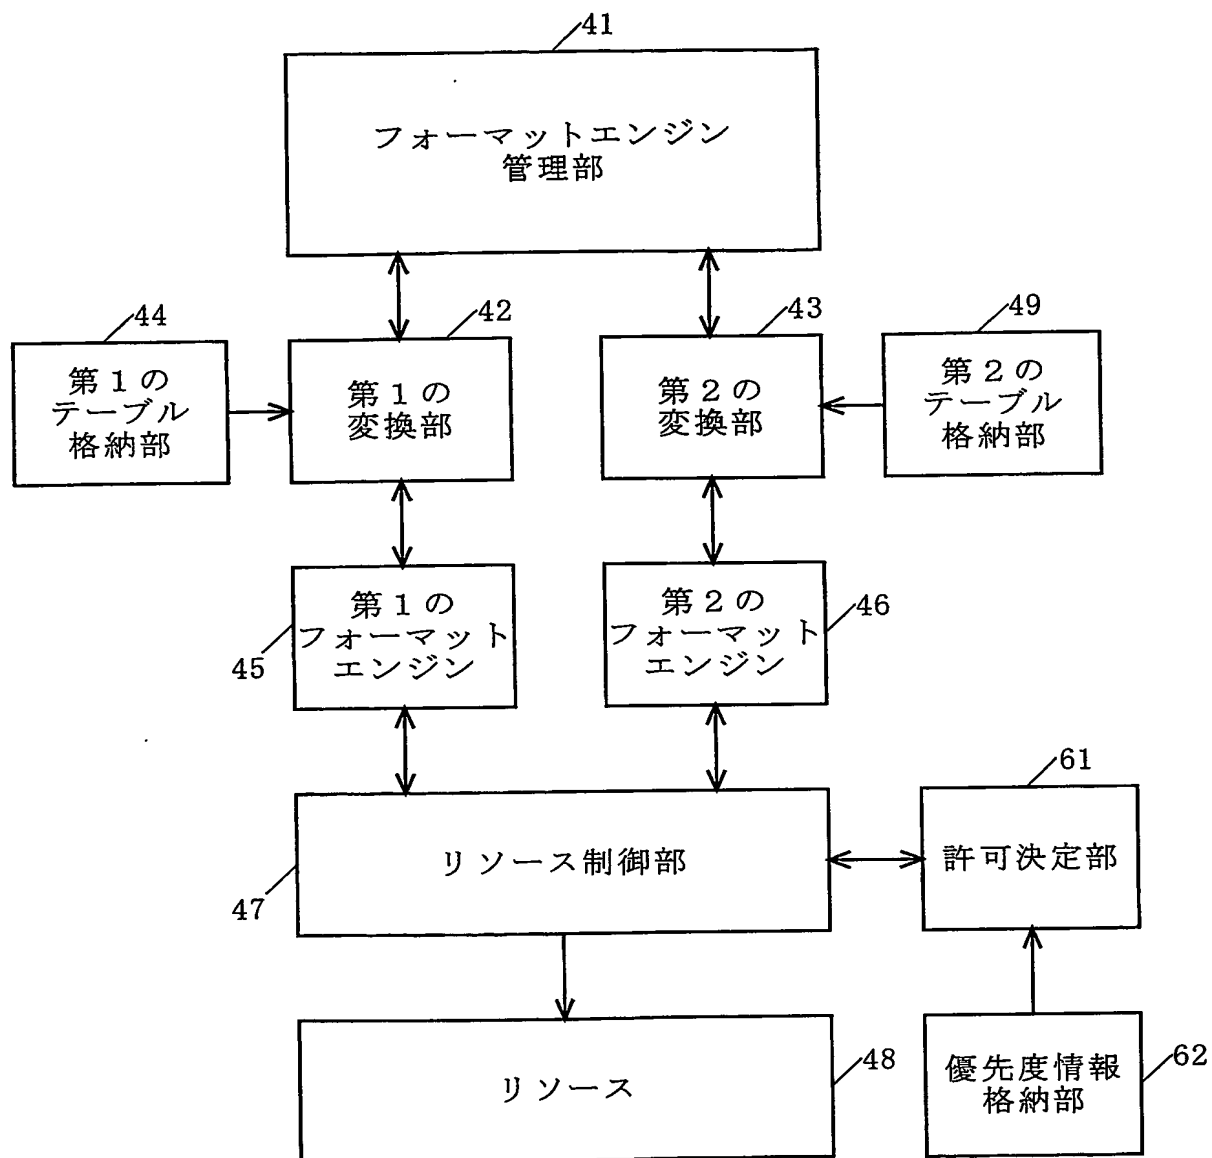 41
フォーマットエンジン
管理部
44
42
43
49
第１の
テーブル
格納部
第１の
変換部
第２の
変換部
第２の
テーブル
格納部
第１の
フォーマット
エンジン
45
第２の
フォーマット
エンジン
46
61
リソース制御部
47
許可決定部
リソース
48
優先度情報
格納部
62